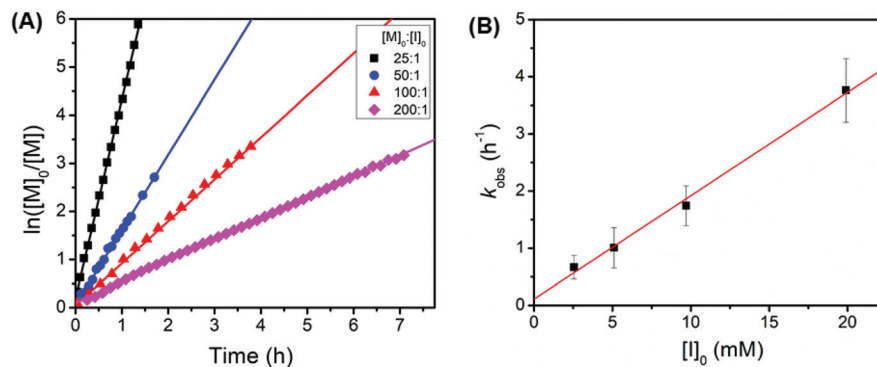 (A)
ln([M]₀/[M])
6
5
4
3
2
1
0
0 1 2 3 4 5 6 7
Time (h)
[M]₀:[I]₀
25:1
50:1
100:1
200:1
(B)
k_obs (h⁻¹)
5
4
3
2
1
0
0 5 10 15 20
[I]₀ (mM)